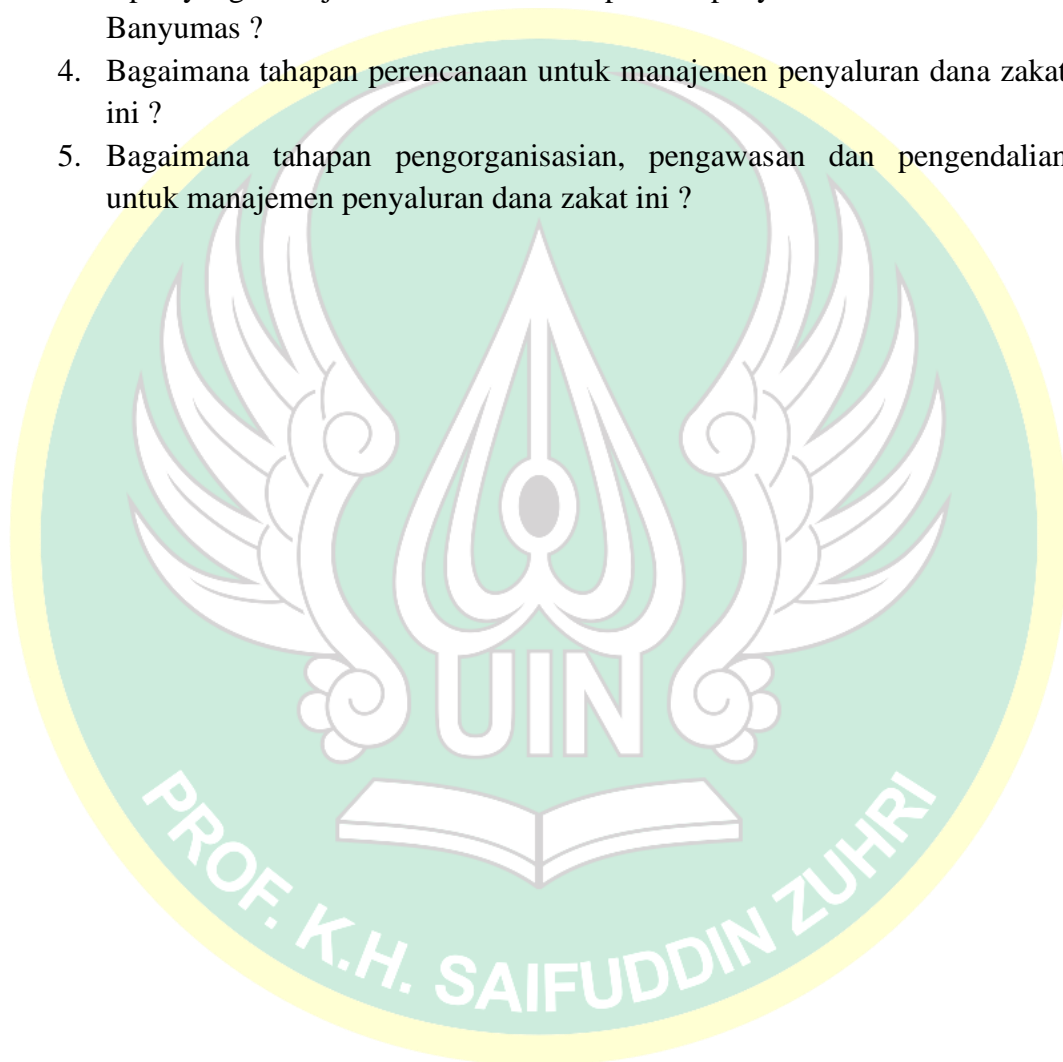 Banyumas ?
4. Bagaimana tahapan perencanaan untuk manajemen penyaluran dana zakat
ini ?
5. Bagaimana tahapan pengorganisasian, pengawasan dan pengendalian
untuk manajemen penyaluran dana zakat ini ?
UIN
PROF. K.H. SAIFUDDIN ZUHRI